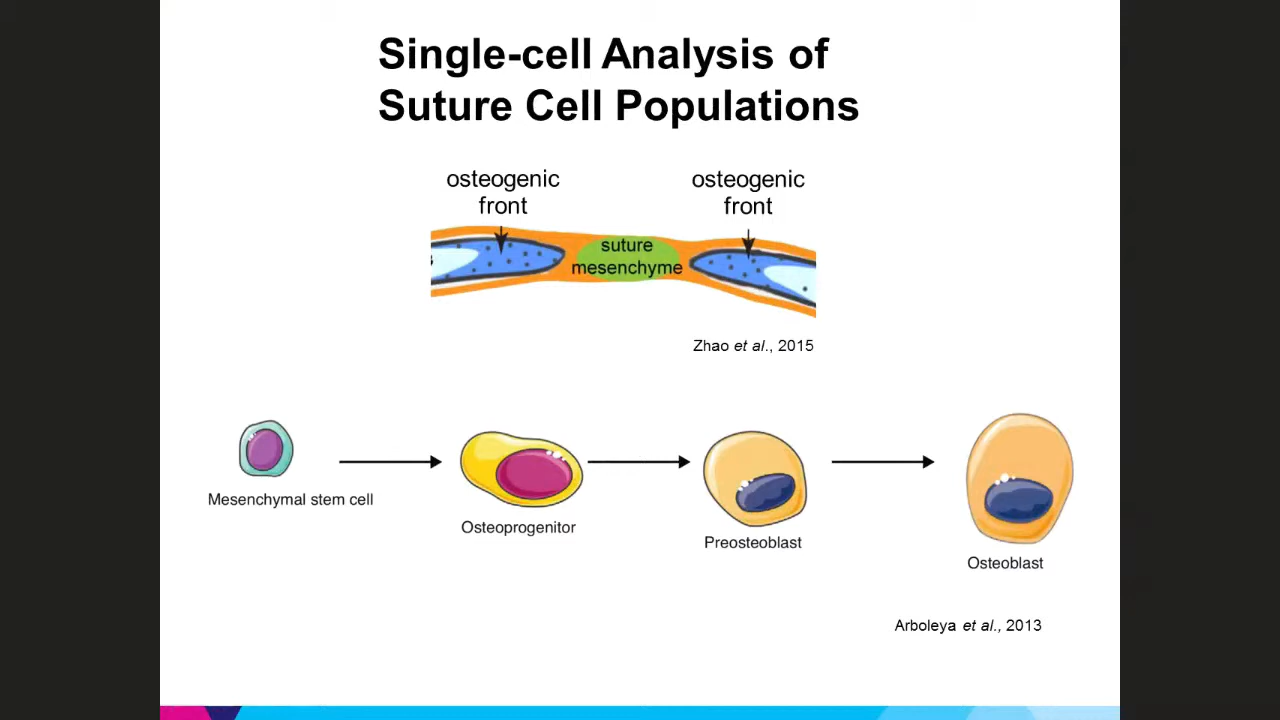 Single-cell Analysis of
Suture Cell Populations
osteogenic
front
osteogenic
front
suture
mesenchyme
Zhao et al., 2015
Mesenchymal stem cell
Osteoprogenitor
Preosteoblast
Osteoblast
Arboleya et al., 2013